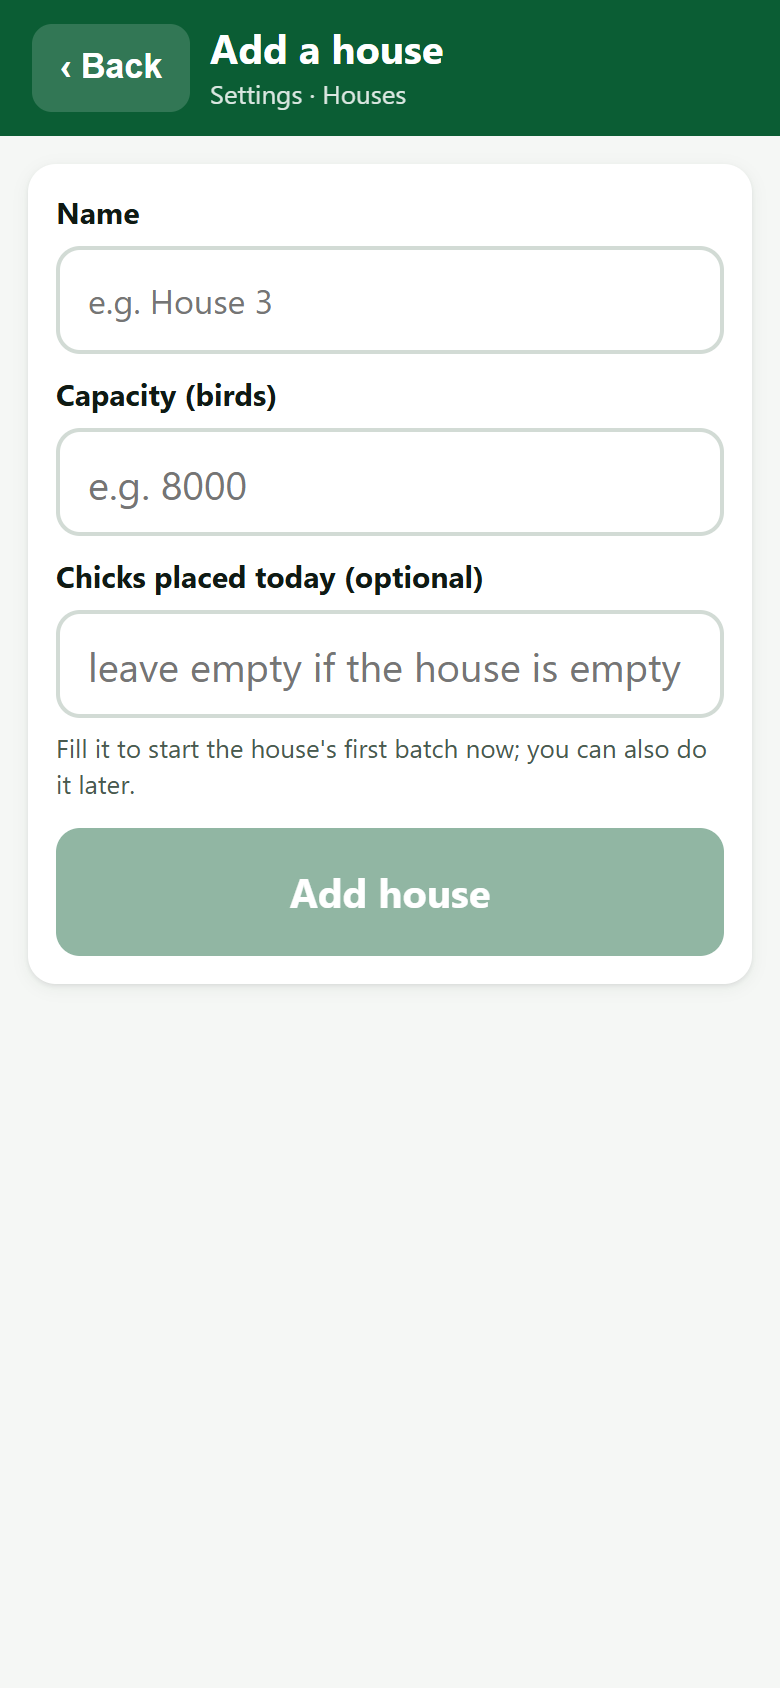 ‹ Back
Add a house
Settings · Houses
Name
e.g. House 3
Capacity (birds)
e.g. 8000
Chicks placed today (optional)
leave empty if the house is empty
Fill it to start the house's first batch now; you can also do
it later.
Add house